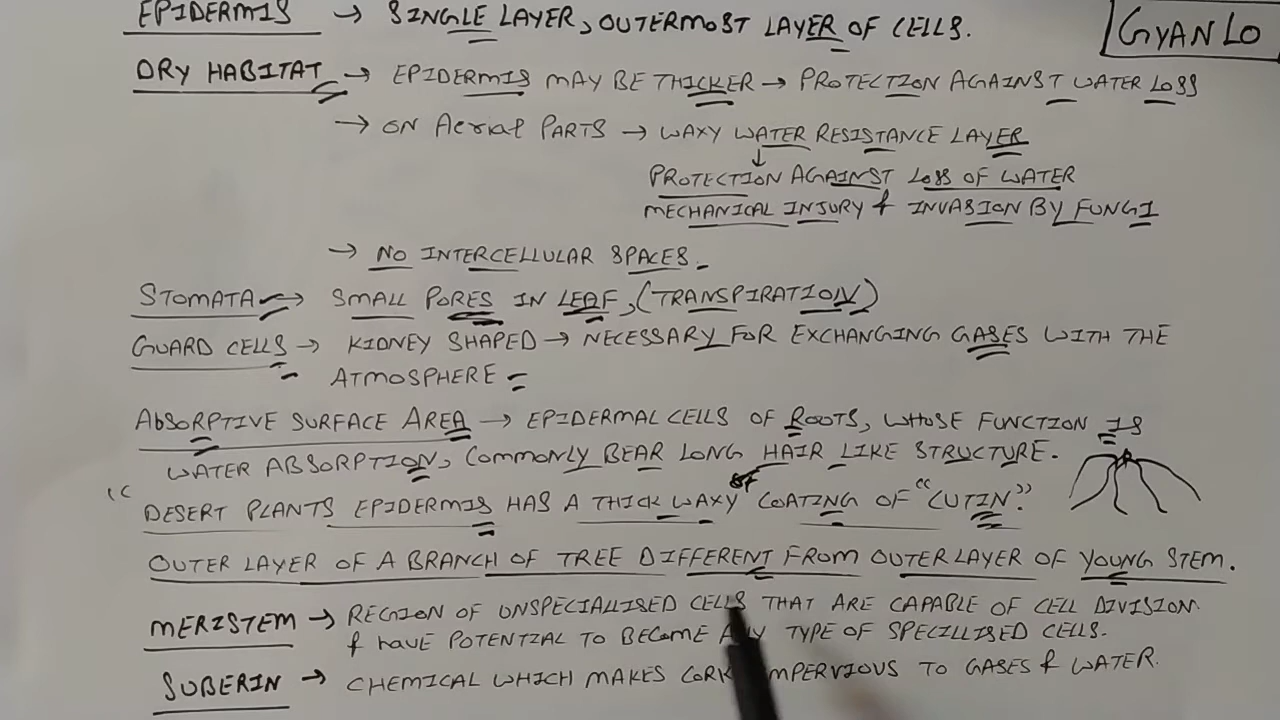 EPIDERMIS → SINGLE LAYER, OUTERMOST LAYER OF CELLS.
GYAN LO
DRY HABITAT → EPIDERMIS MAY BE THICKER → PROTECTION AGAINST WATER LOSS
→ ON AERIAL PARTS → WAXY WATER RESISTANCE LAYER
↓
PROTECTION AGAINST LOSS OF WATER
MECHANICAL INJURY & INVASION BY FUNGI
→ NO INTERCELLULAR SPACES.
STOMATA → SMALL PORES IN LEAF, (TRANSPIRATION)
GUARD CELLS → KIDNEY SHAPED → NECESSARY FOR EXCHANGING GASES WITH THE
ATMOSPHERE
ABSORPTIVE SURFACE AREA → EPIDERMAL CELLS OF ROOTS, WHOSE FUNCTION IS
WATER ABSORPTION, COMMONLY BEAR LONG HAIR LIKE STRUCTURE.
"DESERT PLANTS EPIDERMIS HAS A THICK WAXY COATING OF "CUTIN".
OUTER LAYER OF A BRANCH OF TREE DIFFERENT FROM OUTER LAYER OF YOUNG STEM.
MERISTEM → REGION OF UNSPECIALISED CELLS THAT ARE CAPABLE OF CELL DIVISION
& HAVE POTENTIAL TO BECOME TYPE OF SPECILLISED CELLS.
SUBERIN → CHEMICAL WHICH MAKES CORK IMPERVIOUS TO GASES & WATER.